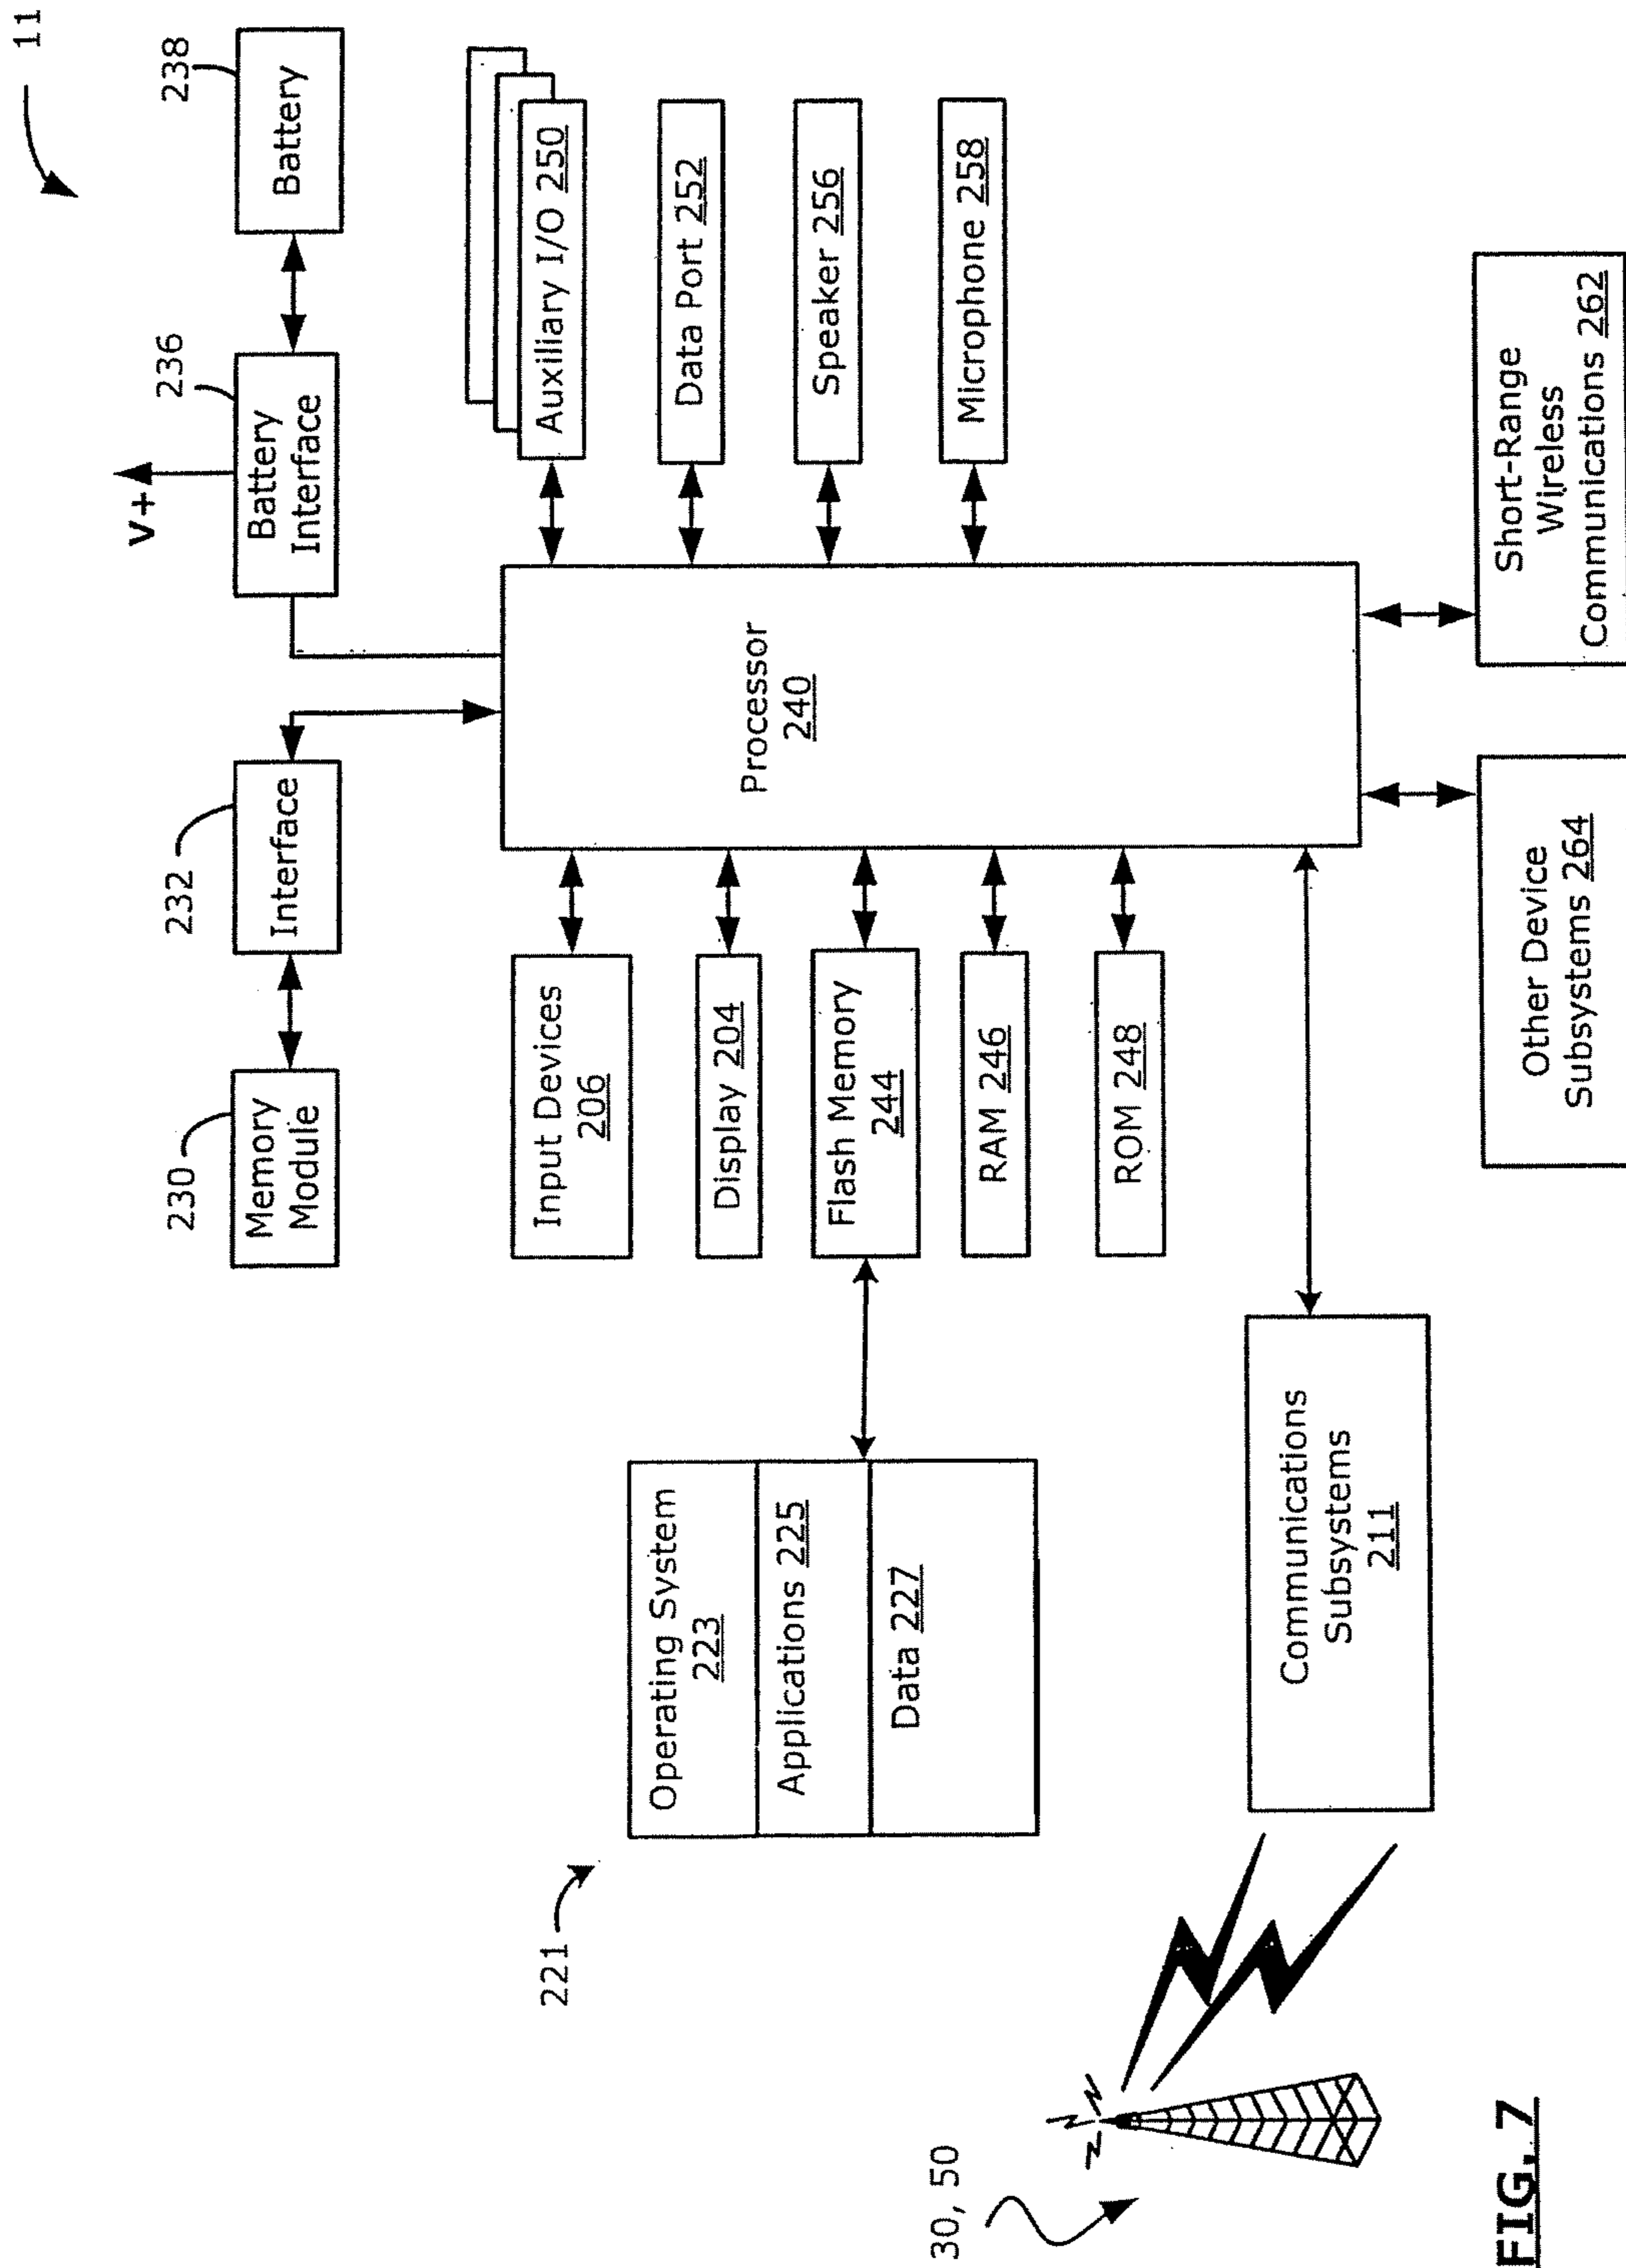 11
230
232
236
238
V+
Memory
Module
Interface
Battery
Interface
Battery
Input Devices
206
Display 204
Flash Memory
244
RAM 246
ROM 248
Processor
240
Auxiliary I/O 250
Data Port 252
Speaker 256
Microphone 258
221
Operating System
223
Applications 225
Data 227
30, 50
Communications
Subsystems
211
Other Device
Subsystems 264
Short-Range
Wireless
Communications 262
FIG. 7